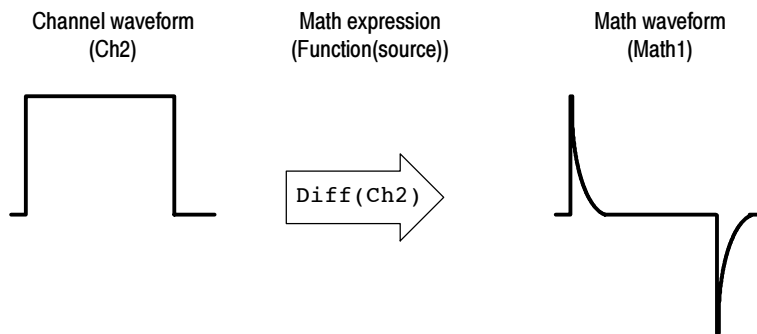 Channel waveform
(Ch2)
Math expression
(Function(source))
Math waveform
(Math1)
Diff(Ch2)